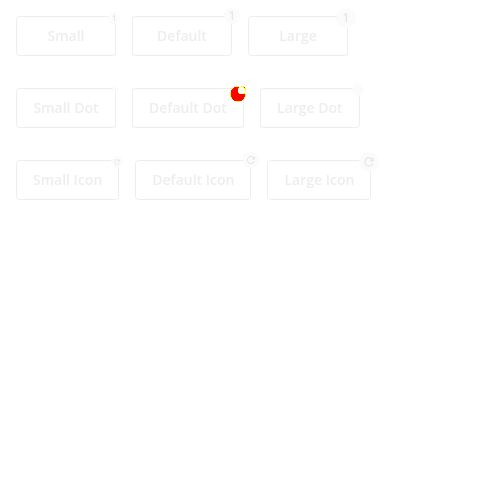 1 1 1
Small Default Large
Small Dot Default Dot Large Dot
Small Icon Default Icon Large Icon